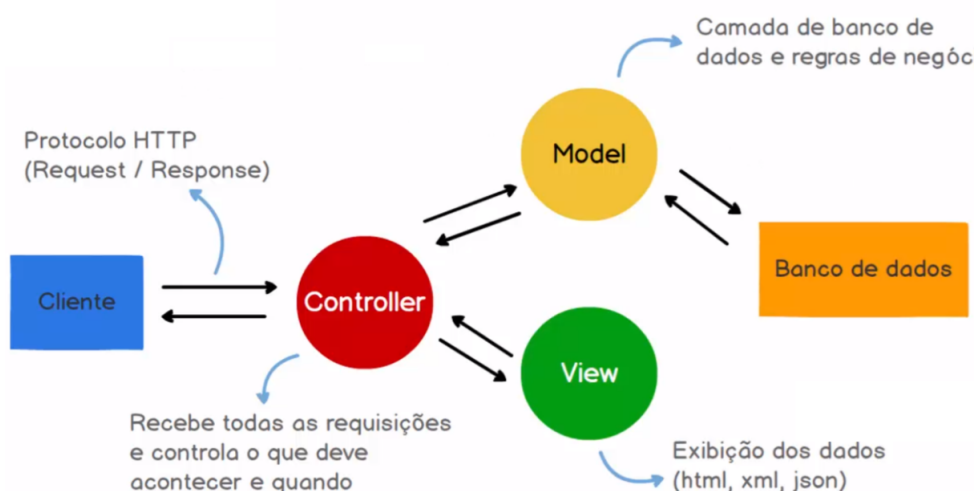 Camada de banco de
dados e regras de negóc
Protocolo HTTP
(Request / Response)
Model
Banco de dados
Cliente
Controller
View
Recebe todas as requisições
e controla o que deve
acontecer e quando
Exibição dos dados
(html, xml, json)